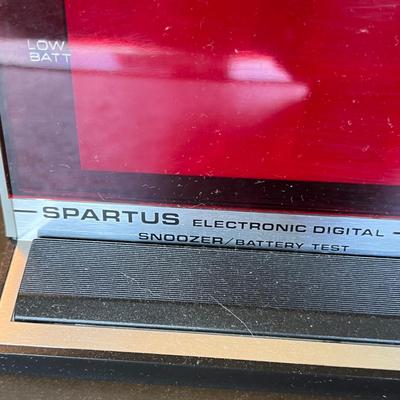 LOW
BATT
SPARTUS ELECTRONIC DIGITAL
SNOOZER/BATTERY TEST